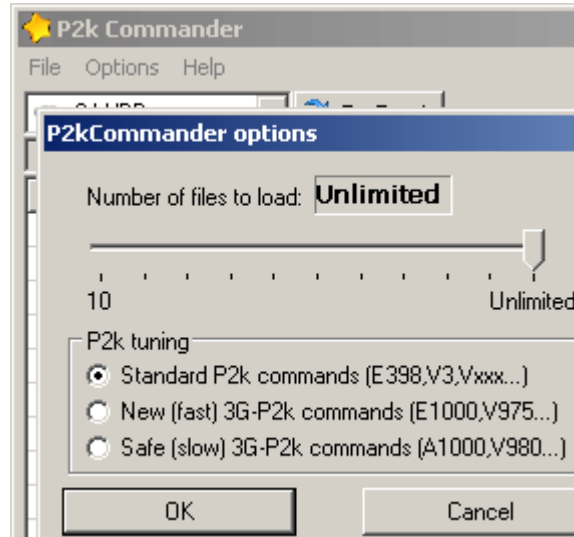 P2k Commander
File Options Help
P2kCommander options
Number of files to load: Unlimited
10 Unlimited
P2k tuning
Standard P2k commands (E398,V3,Vxxx...)
New (fast) 3G-P2k commands (E1000,V975...)
Safe (slow) 3G-P2k commands (A1000,V980...)
OK Cancel